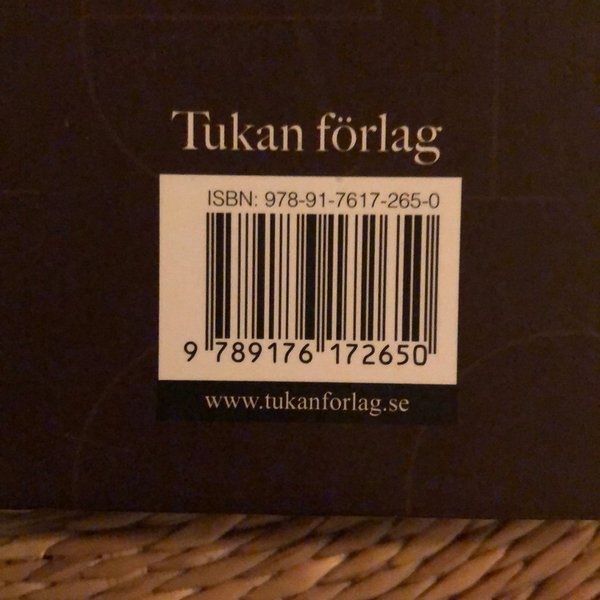 Tukan förlag
ISBN: 978-91-7617-265-0
9 789176 172650
www.tukanforlag.se